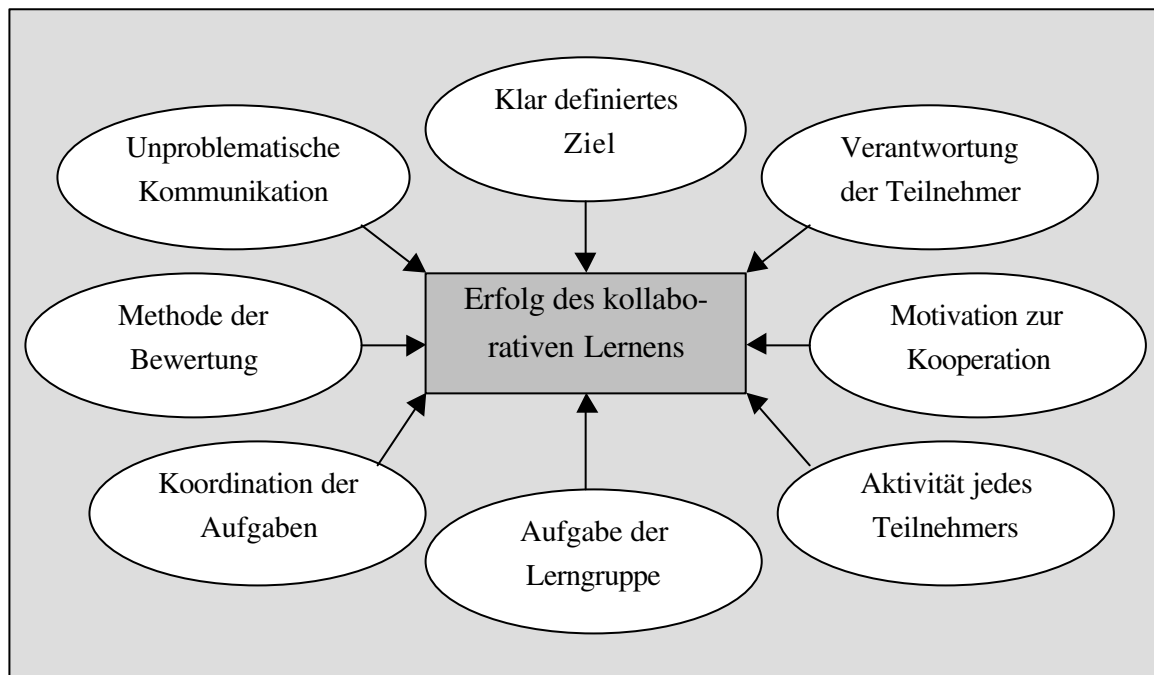 Klar definiertes
Ziel
Unproblematische
Kommunikation
Verantwortung
der Teilnehmer
Erfolg des kollabo-
rativen Lernens
Methode der
Bewertung
Motivation zur
Kooperation
Koordination der
Aufgaben
Aufgabe der
Lerngruppe
Aktivität jedes
Teilnehmers